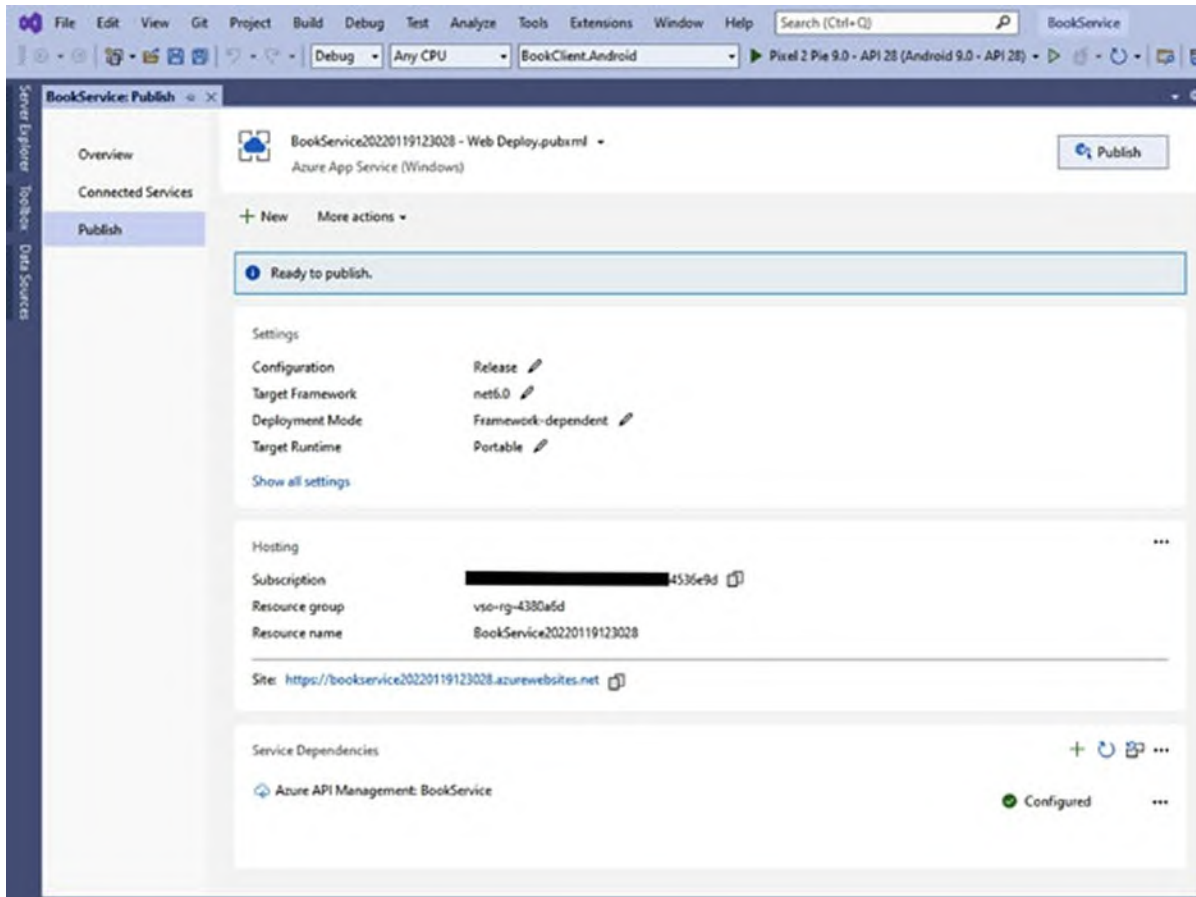 File Edit View Git Project Build Debug Test Analyze Tools Extensions Window Help Search (Ctrl+Q) BookService
Debug Any CPU BookClient.Android Pixel 2 Pie 9.0 - API 28 (Android 9.0 - API 28)
Server Explorer
Toolbox
Data Sources
BookService: Publish
Overview
Connected Services
Publish
BookService20220119123028 - Web Deploy.pubxml
Azure App Service (Windows)
Publish
New More actions
Ready to publish.
Settings
Configuration Release
Target Framework net6.0
Deployment Mode Framework-dependent
Target Runtime Portable
Show all settings
Hosting
Subscription 4536e9d
Resource group vso-rg-4380a6d
Resource name BookService20220119123028
Site: https://bookservice20220119123028.azurewebsites.net
Service Dependencies
Azure API Management: BookService
Configured